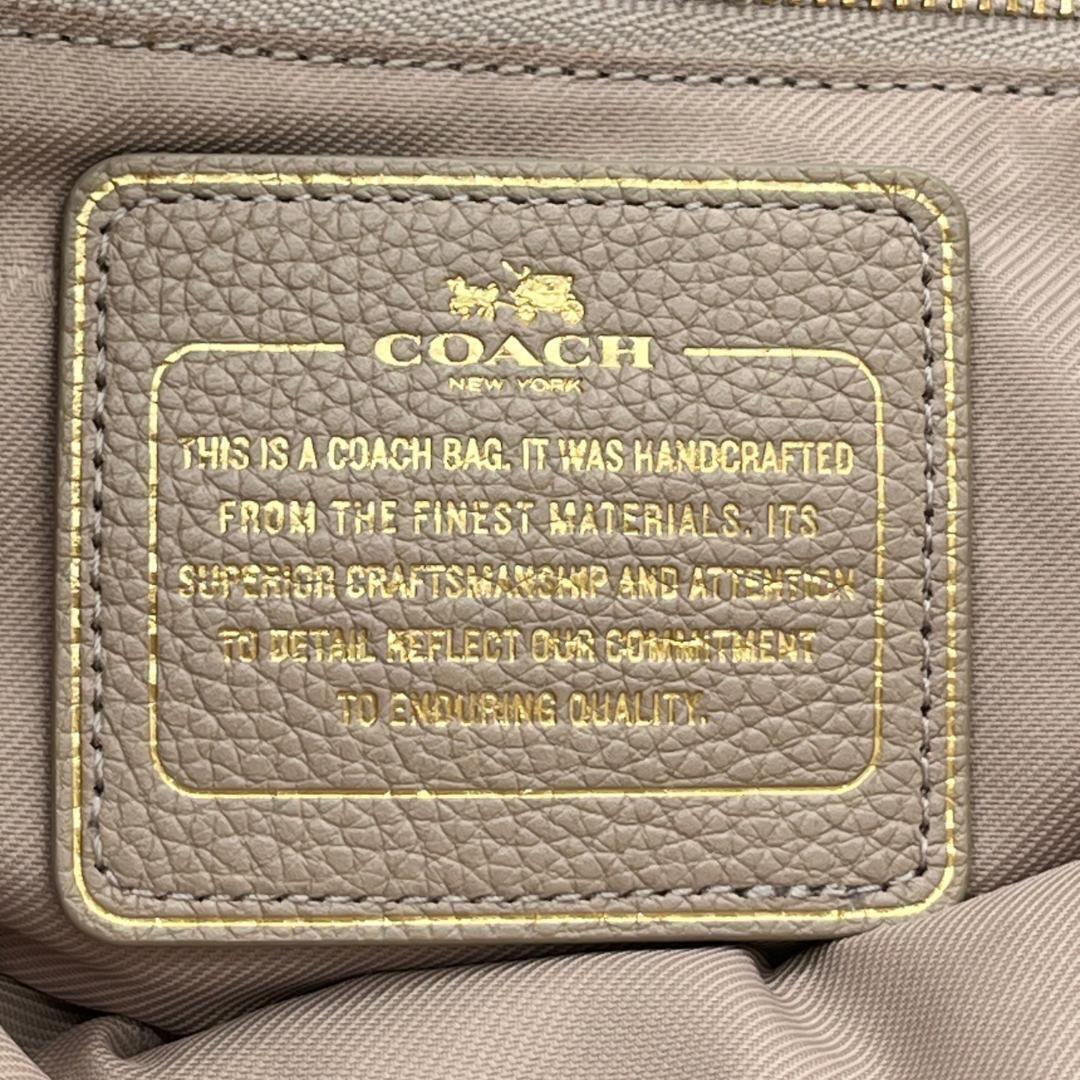 COACH
NEW YORK
THIS IS A COACH BAG. IT WAS HANDCRAFTED
FROM THE FINEST MATERIALS. ITS
SUPERIOR CRAFTSMANSHIP AND ATTENTION
TO DETAIL REFLECT OUR COMMITMENT
TO ENDURING QUALITY.